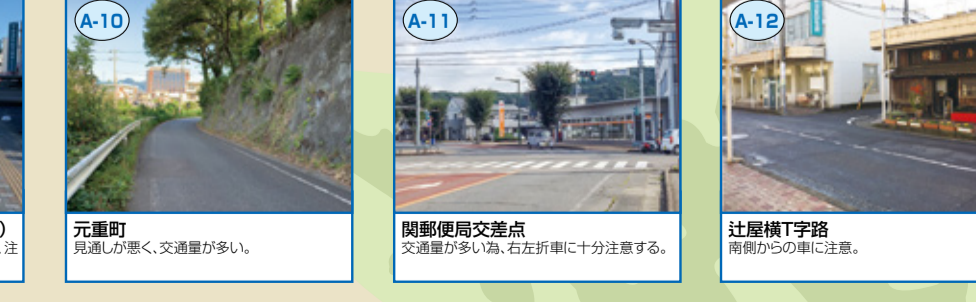 A-10
A-11
A-12
)
注
元重町
見通しが悪く、交通量が多い。
関郵便局交差点
交通量が多い為、右左折車に十分注意する。
辻屋横T字路
南側からの車に注意。